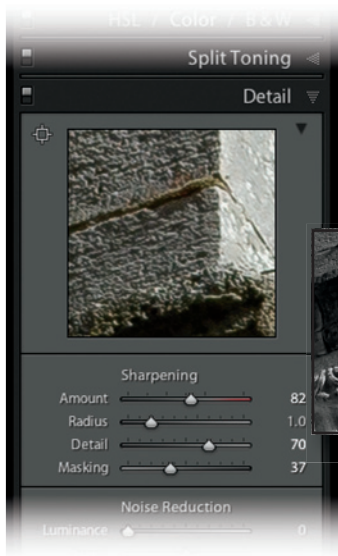 HSL / Color / B&W
Split Toning
Detail
Sharpening
Amount 82
Radius 1.0
Detail 70
Masking 37
Noise Reduction
Luminance 0